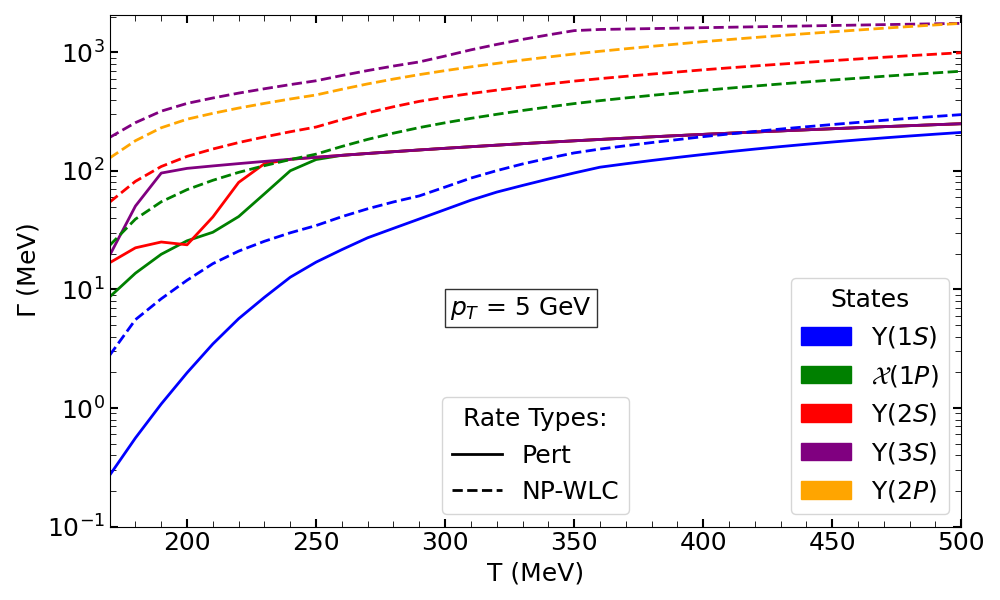 Γ (MeV)
10³
10²
10¹
10⁰
10⁻¹
p_T = 5 GeV
Rate Types:
Pert
NP-WLC
States
Υ(1S)
𝒳(1P)
Υ(2S)
Υ(3S)
Υ(2P)
200 250 300 350 400 450 500
T (MeV)